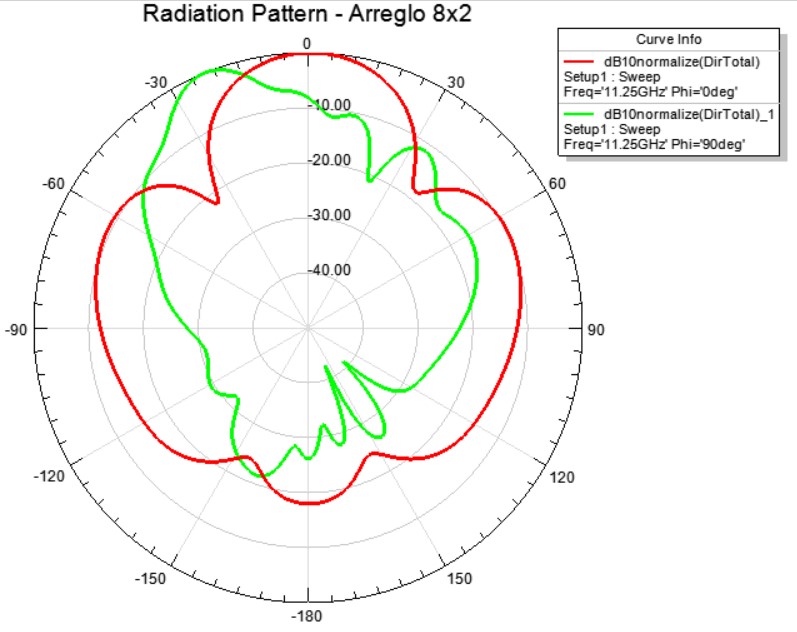 Radiation Pattern - Arreglo 8x2
Curve Info
dB10normalize(DirTotal)
Setup1 : Sweep
Freq='11.25GHz' Phi='0deg'
dB10normalize(DirTotal)_1
Setup1 : Sweep
Freq='11.25GHz' Phi='90deg'
0
-30
30
-10.00
-20.00
-60
60
-30.00
-40.00
-90
90
-120
120
-150
150
-180